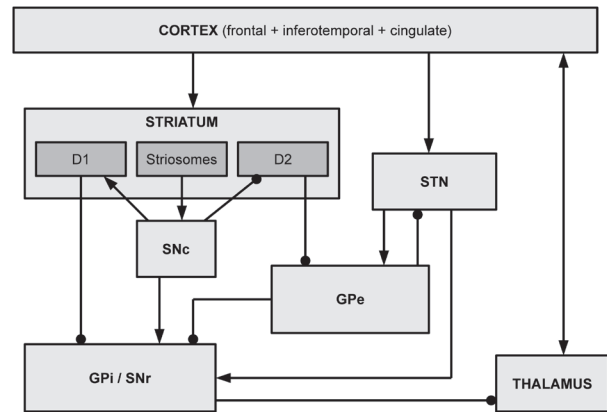 CORTEX (frontal + inferotemporal + cingulate)
STRIATUM
D1
Striosomes
D2
STN
SNc
GPe
GPi / SNr
THALAMUS